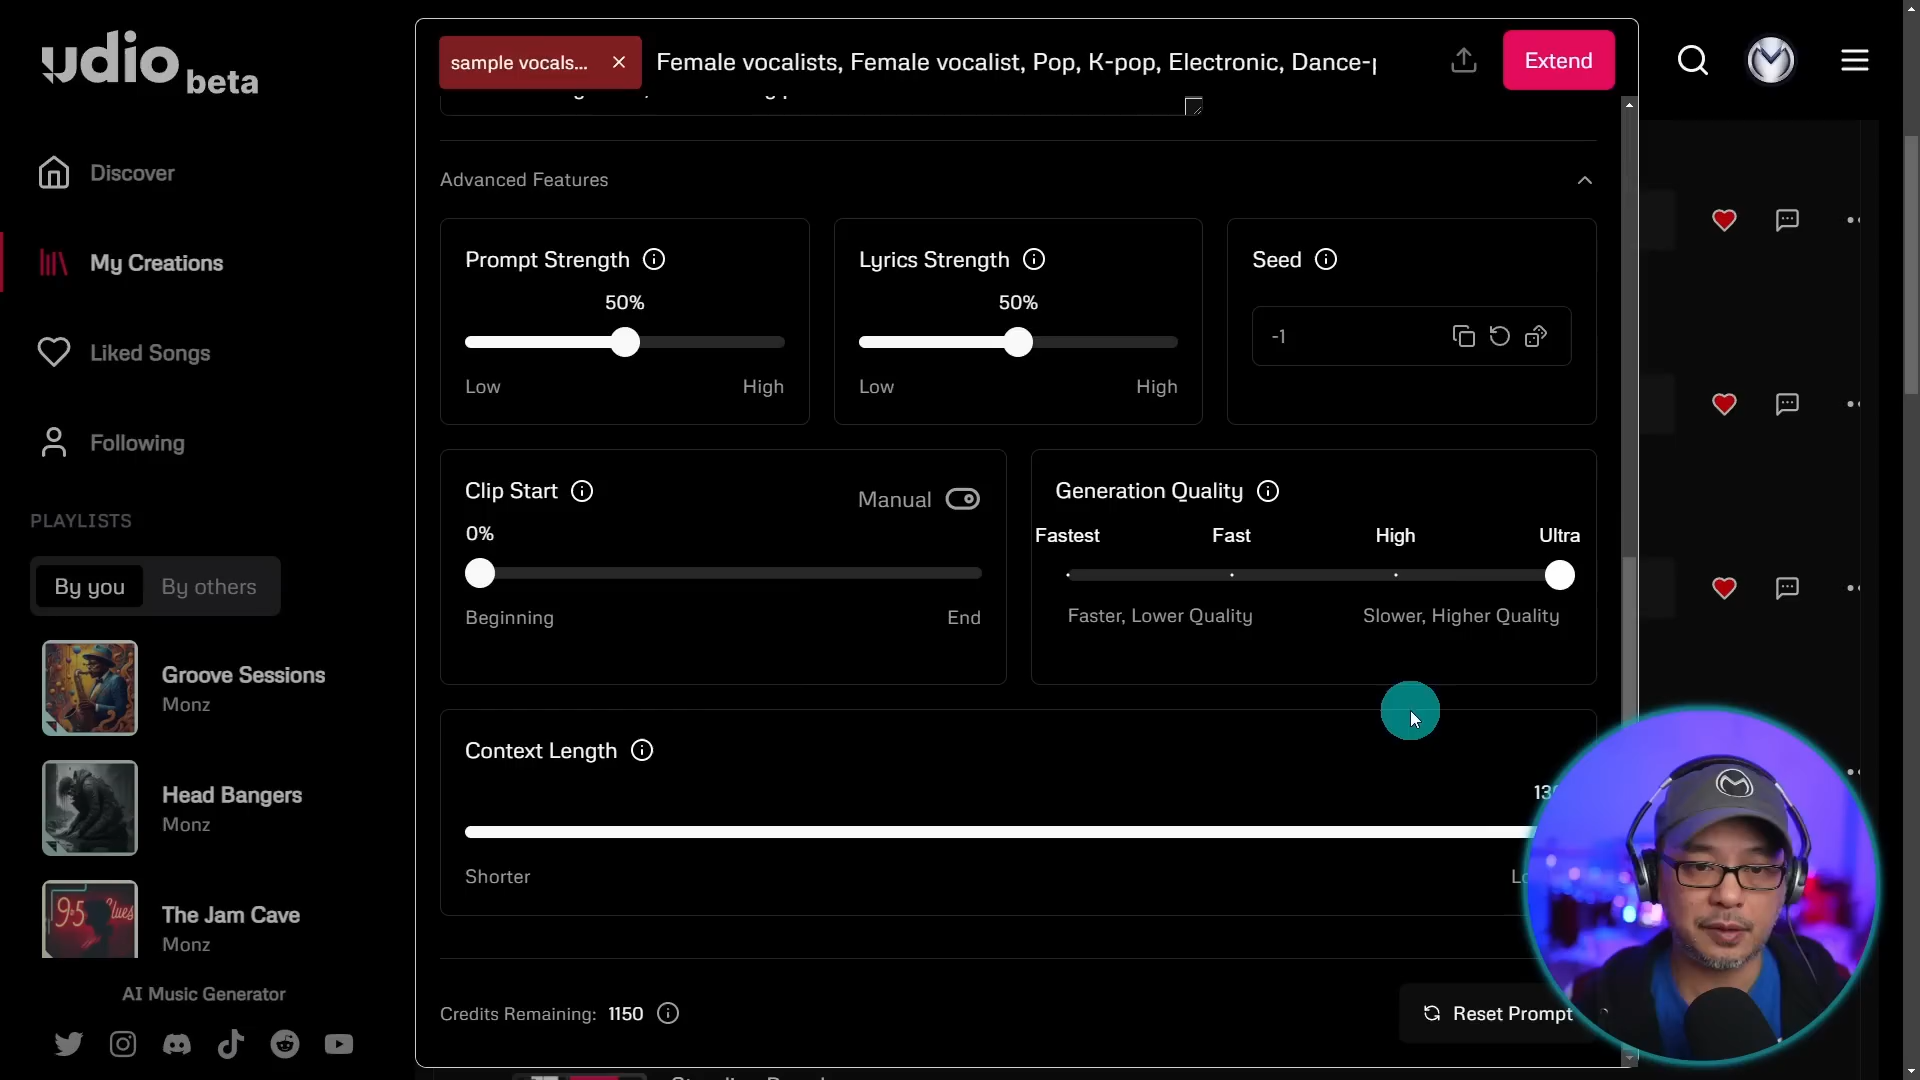 udio beta
sample vocals...
Female vocalists, Female vocalist, Pop, K-pop, Electronic, Dance-p
Extend
Discover
My Creations
Liked Songs
Following
PLAYLISTS
By you
By others
Groove Sessions
Monz
Head Bangers
Monz
The Jam Cave
Monz
AI Music Generator
Advanced Features
Prompt Strength
50%
Low
High
Lyrics Strength
50%
Low
High
Seed
-1
Clip Start
Manual
0%
Beginning
End
Generation Quality
Fastest
Fast
High
Ultra
Faster, Lower Quality
Slower, Higher Quality
Context Length
Shorter
Credits Remaining: 1150
Reset Prompt